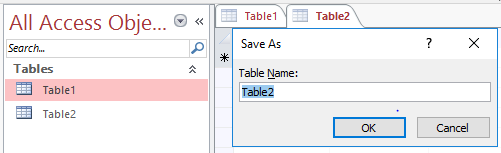 All Access Obje...
Search...
Tables
Table1
Table2
Table1
Table2
Save As
?
Table Name:
Table2
OK
Cancel